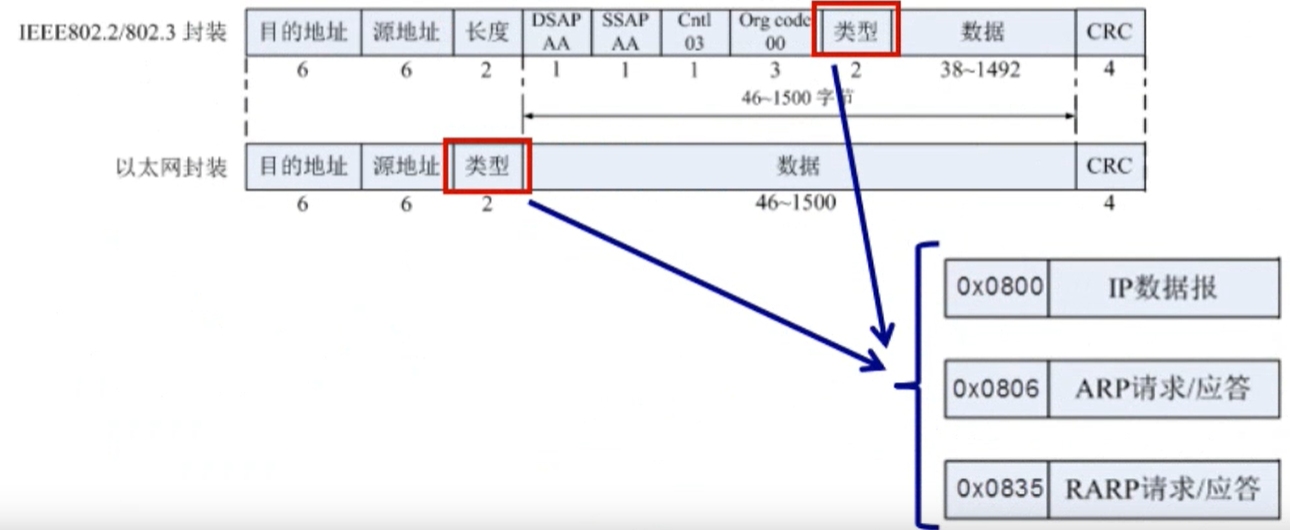 IEEE802.2/802.3 封装 目的地址 源地址 长度 DSAP AA SSAP AA Cntl 03 Org code 00 类型 数据 CRC
6 6 2 1 1 1 3 2 38~1492 4
46~1500 字节
以太网封装 目的地址 源地址 类型 数据 CRC
6 6 2 46~1500 4
0x0800 IP数据报
0x0806 ARP请求/应答
0x0835 RARP请求/应答